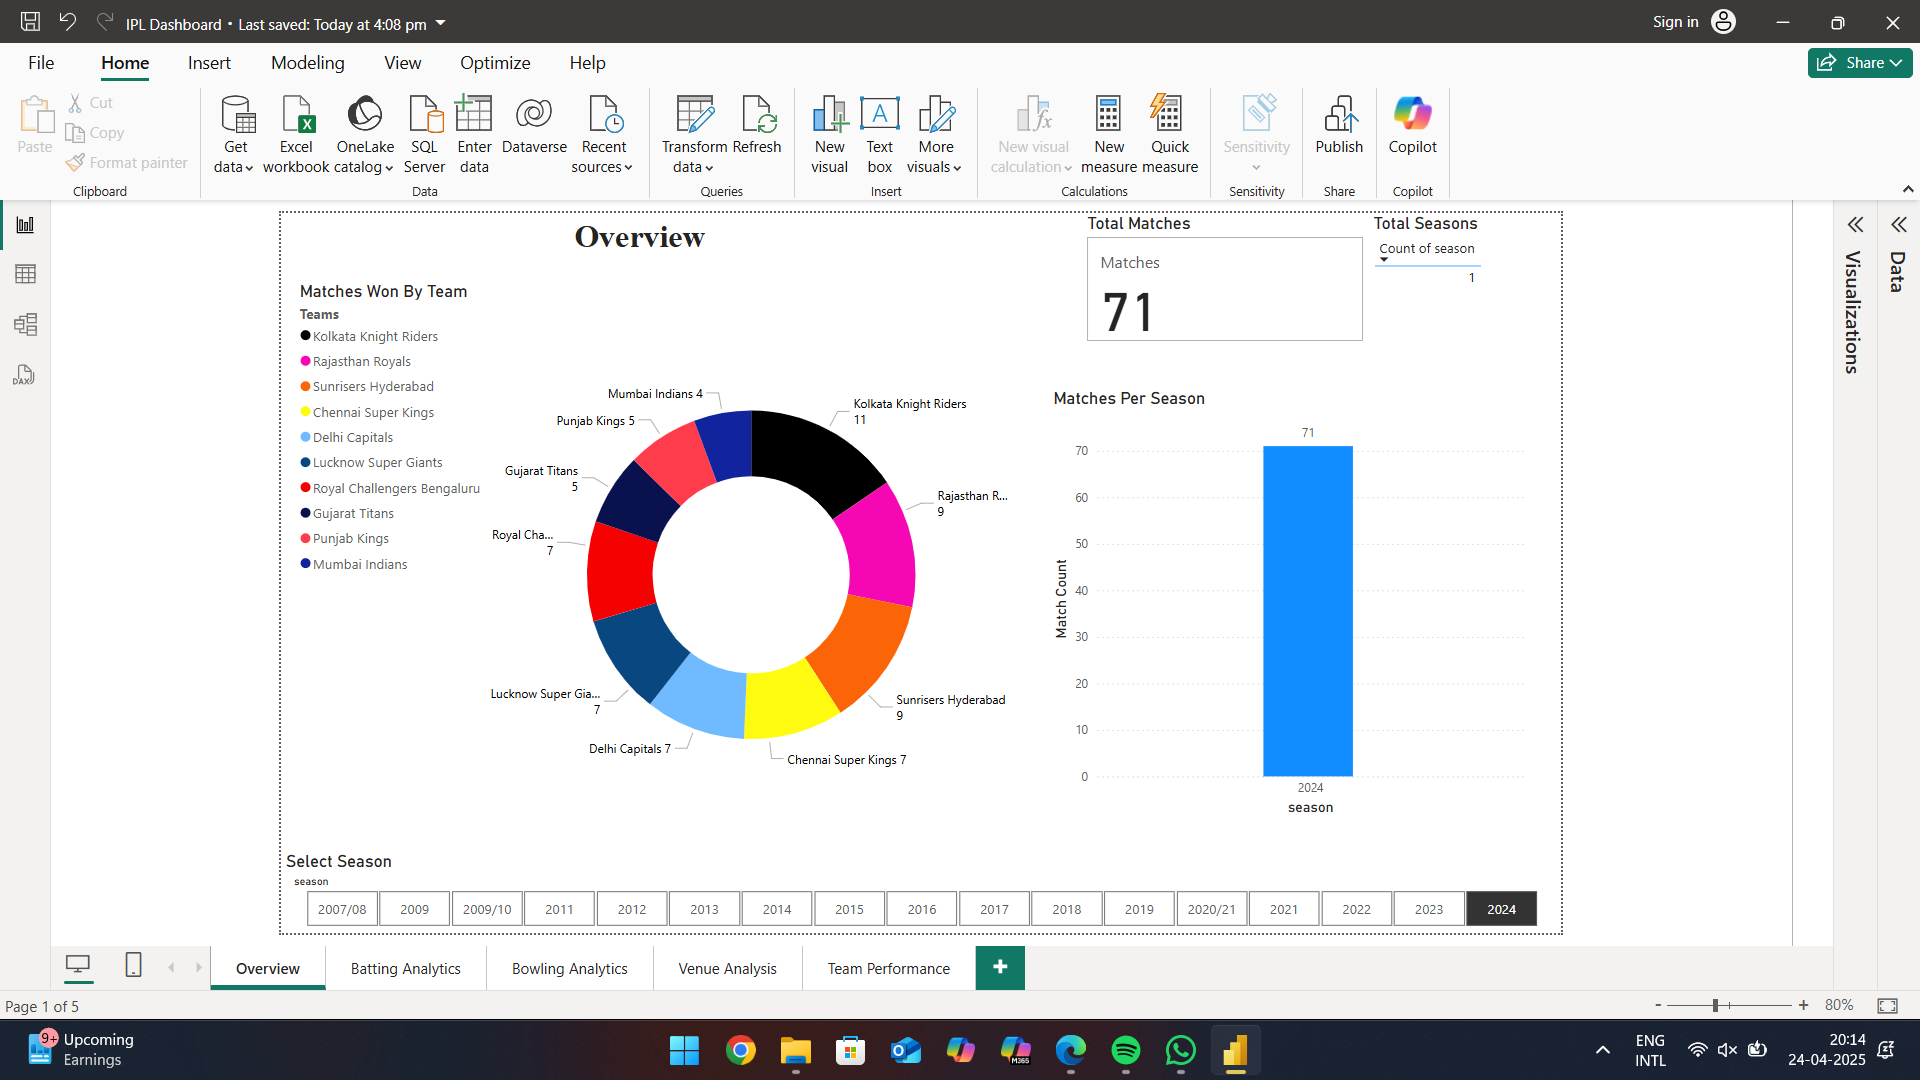 IPL Dashboard • Last saved: Today at 4:08 pm
Sign in
File Home Insert Modeling View Optimize Help
Share
Paste
Cut
Copy
Format painter
Clipboard
Get data
Excel workbook
OneLake catalog
SQL Server
Enter data
Dataverse
Recent sources
Data
Transform data
Refresh
Queries
New visual
Text box
More visuals
Insert
New visual calculation
New measure
Quick measure
Calculations
Sensitivity
Sensitivity
Publish
Share
Copilot
Copilot
Overview
Total Matches
Matches
71
Total Seasons
Count of season
1
Matches Won By Team
Teams
Kolkata Knight Riders
Rajasthan Royals
Sunrisers Hyderabad
Chennai Super Kings
Delhi Capitals
Lucknow Super Giants
Royal Challengers Bengaluru
Gujarat Titans
Punjab Kings
Mumbai Indians
Mumbai Indians 4
Punjab Kings 5
Gujarat Titans
5
Royal Cha...
7
Lucknow Super Gia...
7
Delhi Capitals 7
Chennai Super Kings 7
Sunrisers Hyderabad
9
Rajasthan R...
9
Kolkata Knight Riders
11
Matches Per Season
71
70
60
50
40
30
20
10
0
Match Count
2024
season
Select Season
season
2007/08 2009 2009/10 2011 2012 2013 2014 2015 2016 2017 2018 2019 2020/21 2021 2022 2023 2024
Visualizations
Data
DAX
Overview Batting Analytics Bowling Analytics Venue Analysis Team Performance +
Page 1 of 5
- + 80%
9+
Upcoming
Earnings
M365
ENG
INTL
20:14
24-04-2025